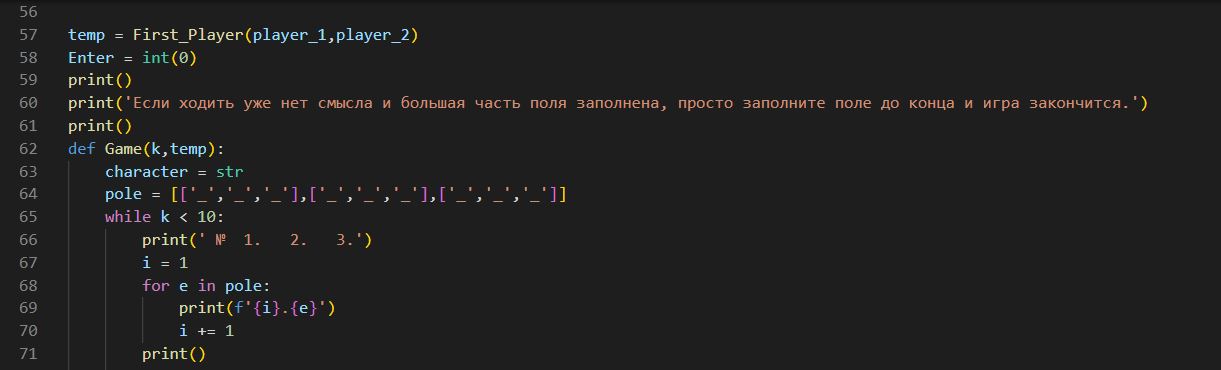 56
57 temp = First_Player(player_1,player_2)
58 Enter = int(0)
59 print()
60 print('Если ходить уже нет смысла и большая часть поля заполнена, просто заполните поле до конца и игра закончится.')
61 print()
62 def Game(k,temp):
63     character = str
64     pole = [['_','_','_'],['_','_','_'],['_','_','_']]
65     while k < 10:
66         print(' №  1.   2.   3.')
67         i = 1
68         for e in pole:
69             print(f'{i}.{e}')
70             i += 1
71         print()